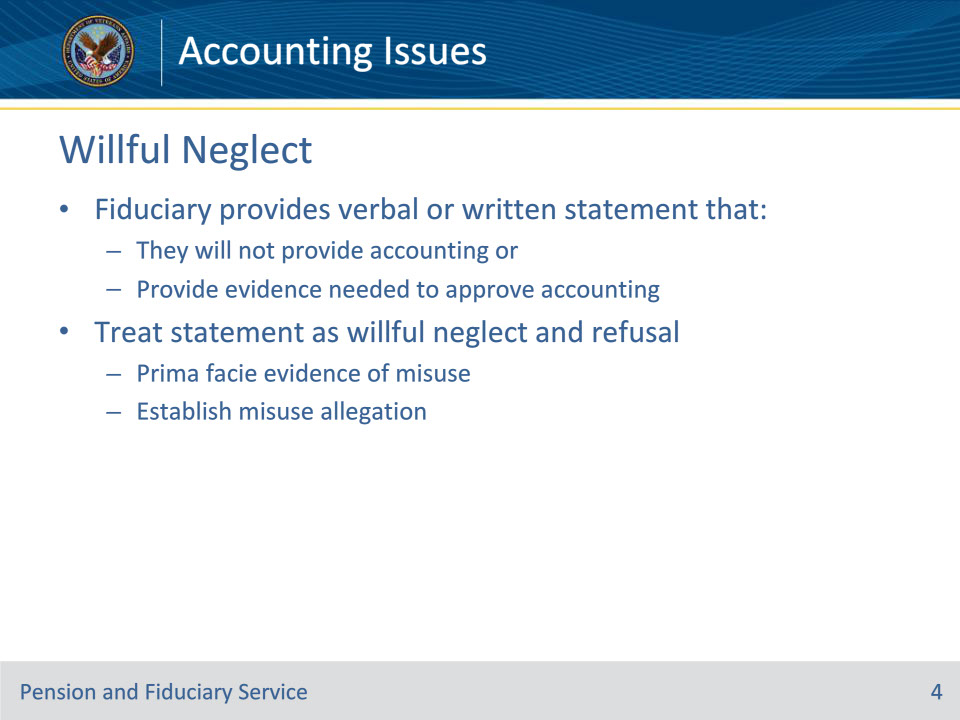 Accounting Issues
Willful Neglect
• Fiduciary provides verbal or written statement that:
– They will not provide accounting or
– Provide evidence needed to approve accounting
• Treat statement as willful neglect and refusal
– Prima facie evidence of misuse
– Establish misuse allegation
Pension and Fiduciary Service
4